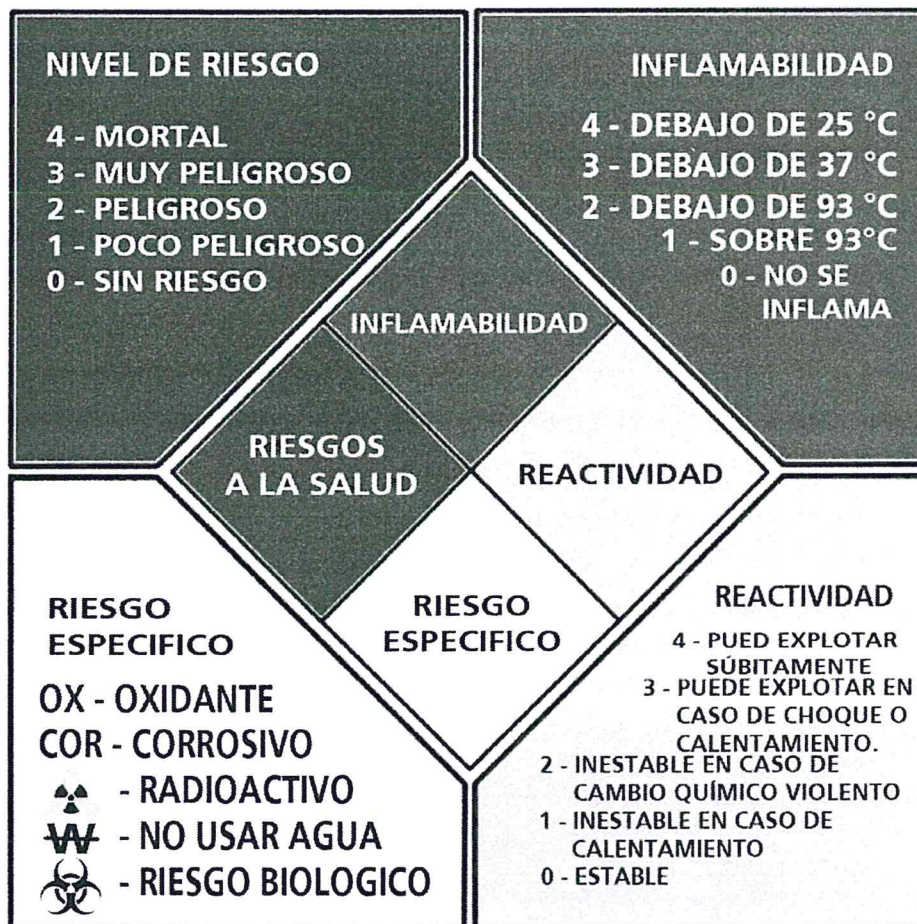 NIVEL DE RIESGO
4 - MORTAL
3 - MUY PELIGROSO
2 - PELIGROSO
1 - POCO PELIGROSO
0 - SIN RIESGO
INFLAMABILIDAD
4 - DEBAJO DE 25 °C
3 - DEBAJO DE 37 °C
2 - DEBAJO DE 93 °C
1 - SOBRE 93°C
0 - NO SE
INFLAMA
INFLAMABILIDAD
RIESGOS
A LA SALUD
REACTIVIDAD
RIESGO
ESPECIFICO
RIESGO
ESPECIFICO
OX - OXIDANTE
COR - CORROSIVO
- RADIOACTIVO
W - NO USAR AGUA
- RIESGO BIOLOGICO
REACTIVIDAD
4 - PUED EXPLOTAR
SÚBITAMENTE
3 - PUEDE EXPLOTAR EN
CASO DE CHOQUE O
CALENTAMIENTO.
2 - INESTABLE EN CASO DE
CAMBIO QUÍMICO VIOLENTO
1 - INESTABLE EN CASO DE
CALENTAMIENTO
0 - ESTABLE